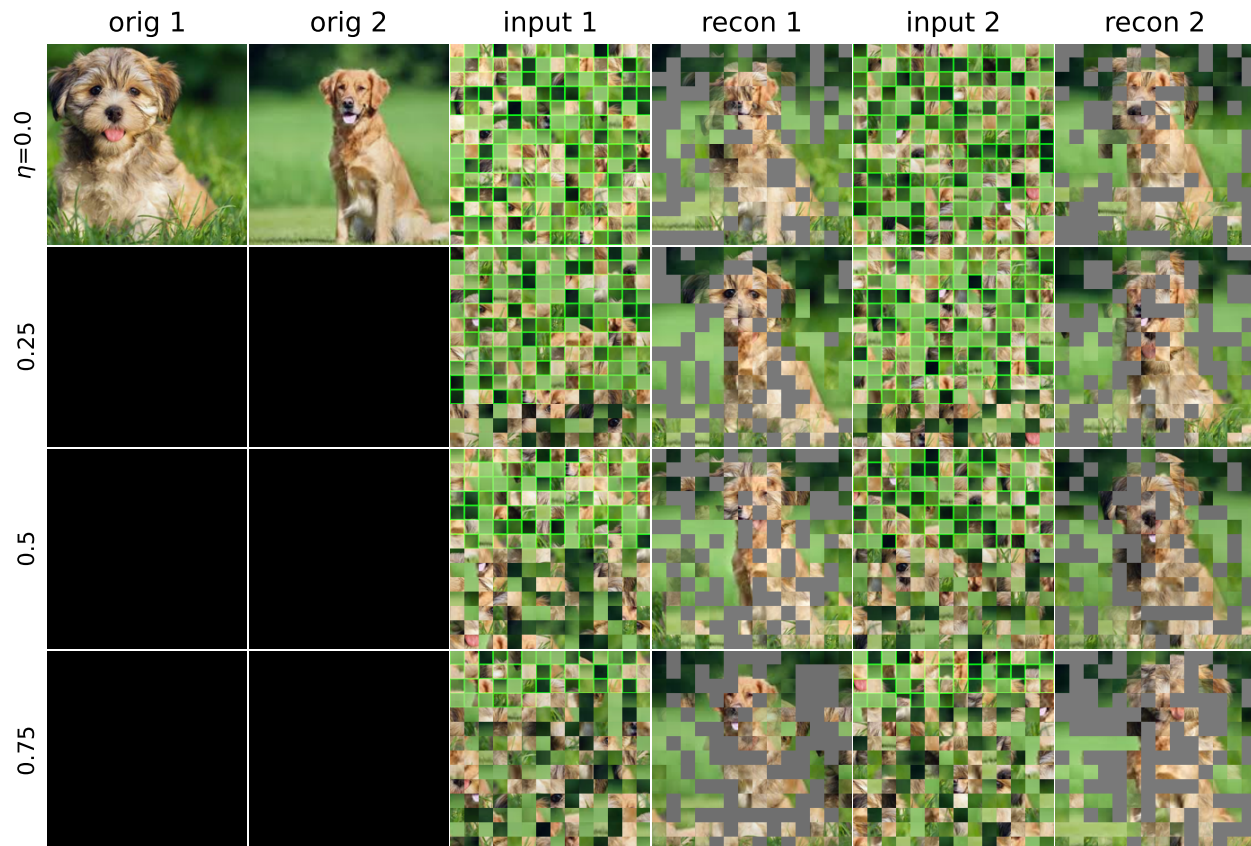 orig 1 orig 2 input 1 recon 1 input 2 recon 2
η=0.0
0.25
0.5
0.75